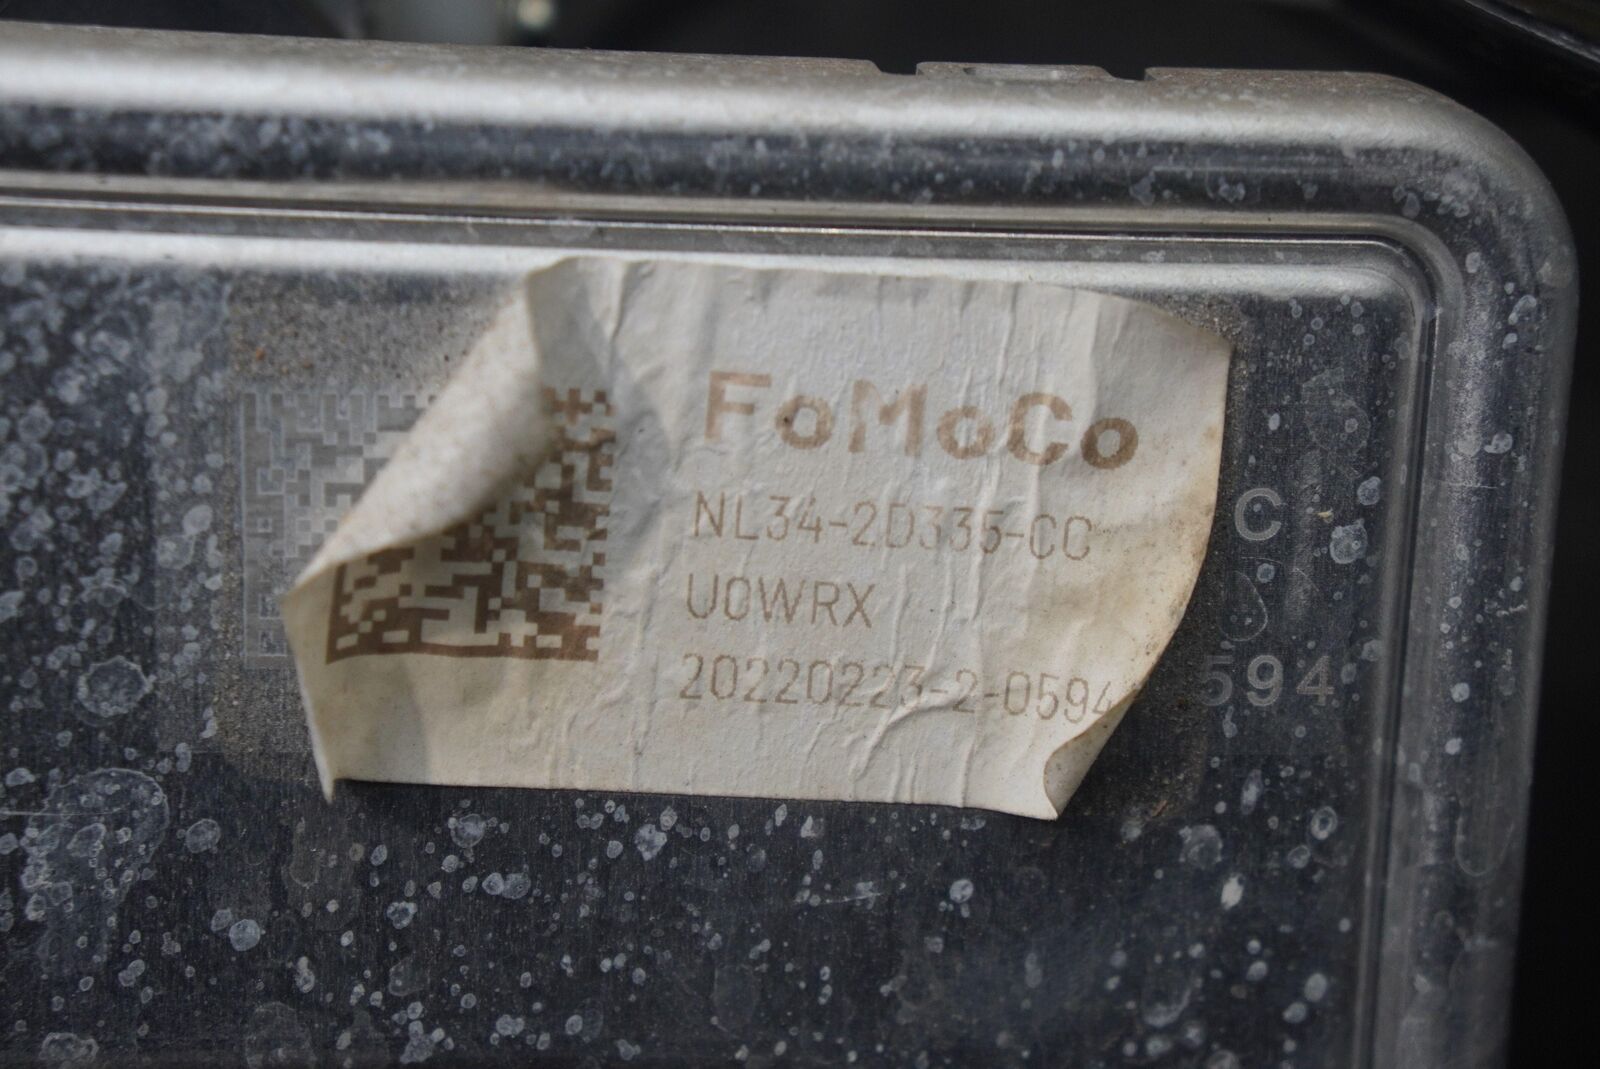 FoMoCo
NL34-2D335-CC
C
U0WRX
20220223-2-0594
594